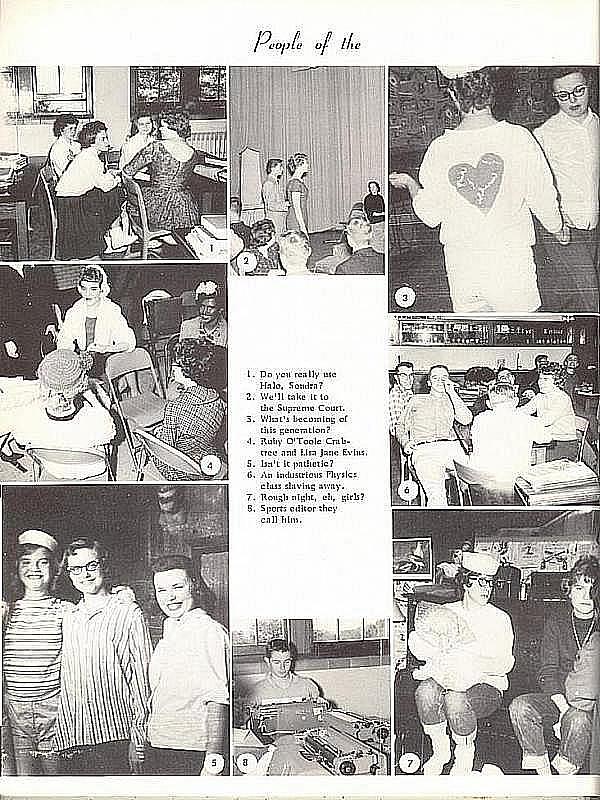 People of the
1
2
3
4
1. Do you really use
Halo, Sondra?
2. We'll take it to
the Supreme Court.
3. What's becoming of
this generation?
4. Ruby O'Toole Crab-
tree and Lisa Jane Evins.
5. Isn't it pathetic?
6. An industrious Physics
class slaving away.
7. Rough night, eh, girls?
8. Sports editor they
call him.
6
5
8
7